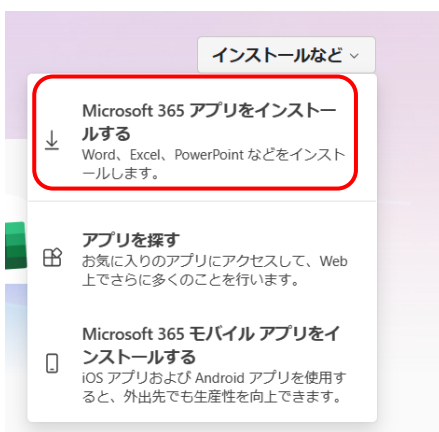 インストールなど
Microsoft 365 アプリをインストー
ルする
Word、Excel、PowerPoint などをインスト
ールします。
アプリを探す
お気に入りのアプリにアクセスして、Web
上でさらに多くのことを行います。
Microsoft 365 モバイル アプリをイ
ンストールする
iOS アプリおよび Android アプリを使用す
ると、外出先でも生産性を向上できます。